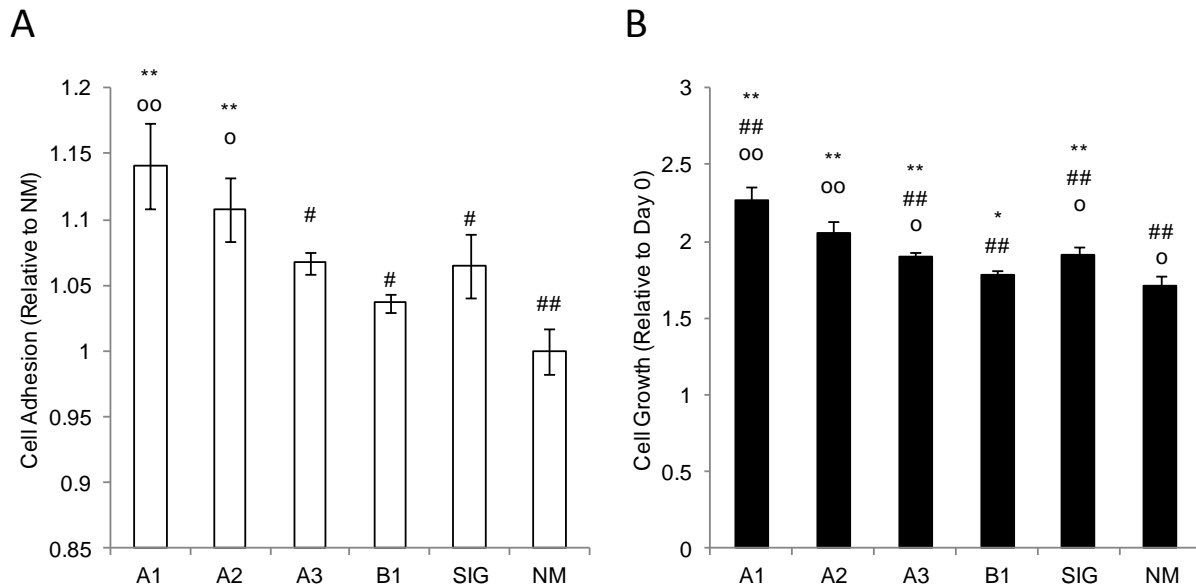 A
Cell Adhesion (Relative to NM)
1.2
1.15
1.1
1.05
1
0.95
0.9
0.85
**
oo
**
o
#
#
#
##
A1 A2 A3 B1 SIG NM
B
Cell Growth (Relative to Day 0)
3
2.5
2
1.5
1
0.5
0
**
##
oo
**
oo
**
##
o
*
##
**
##
o
##
o
A1 A2 A3 B1 SIG NM